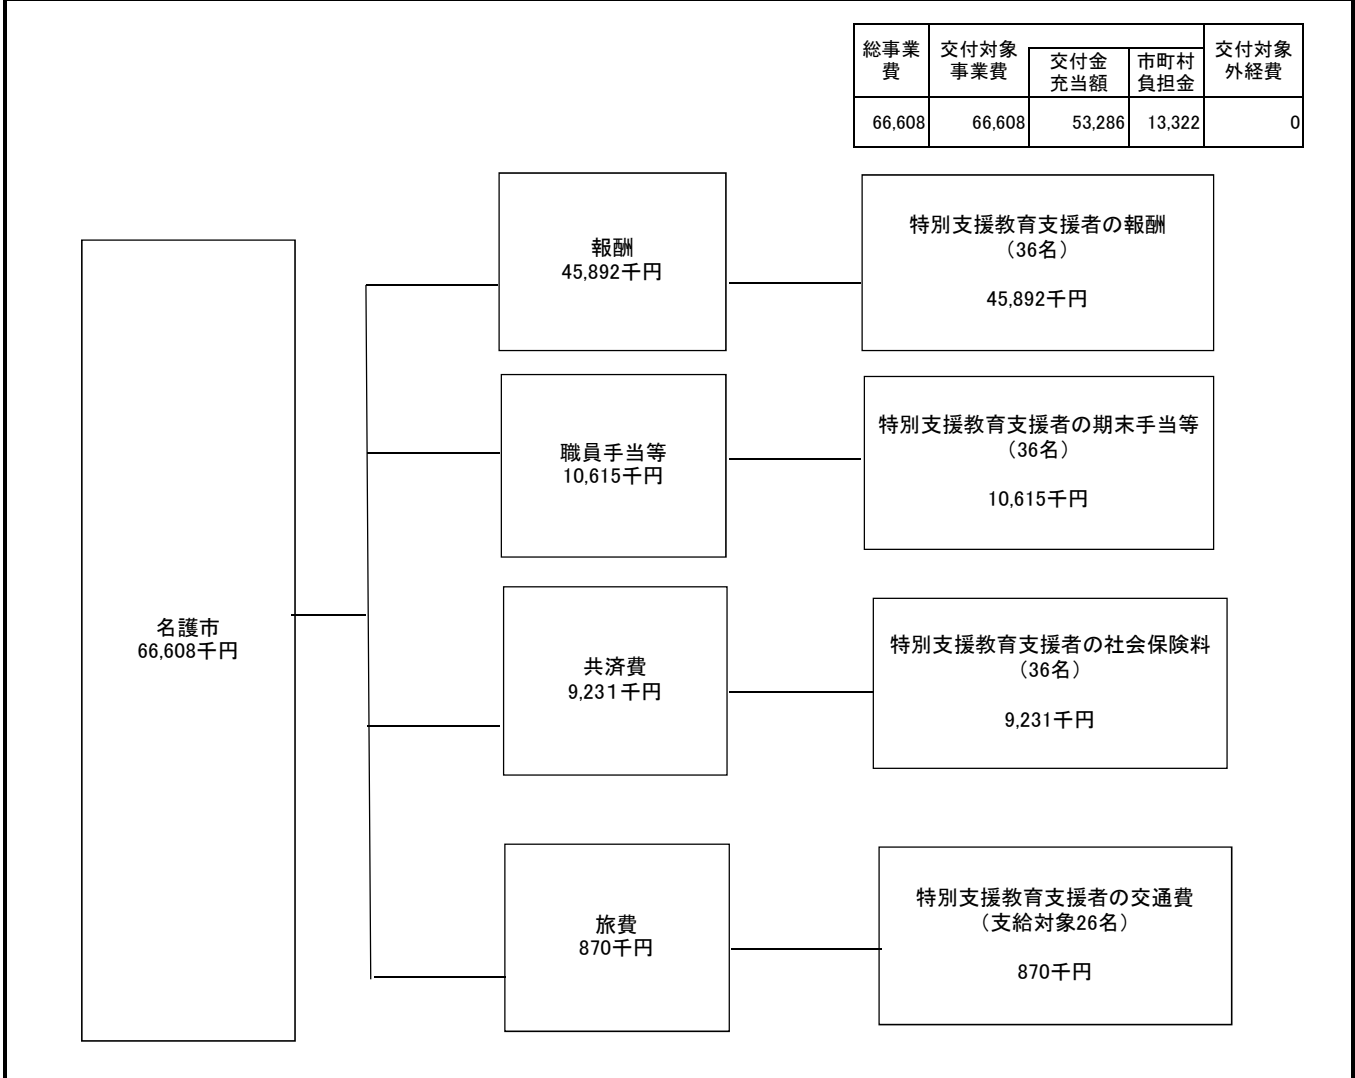 総事業
費
交付対象
事業費
交付金
充当額
市町村
負担金
交付対象
外経費
66,608
66,608
53,286
13,322
0
名護市
66,608千円
報酬
45,892千円
特別支援教育支援者の報酬
（36名）
45,892千円
職員手当等
10,615千円
特別支援教育支援者の期末手当等
（36名）
10,615千円
共済費
9,231千円
特別支援教育支援者の社会保険料
（36名）
9,231千円
旅費
870千円
特別支援教育支援者の交通費
（支給対象26名）
870千円